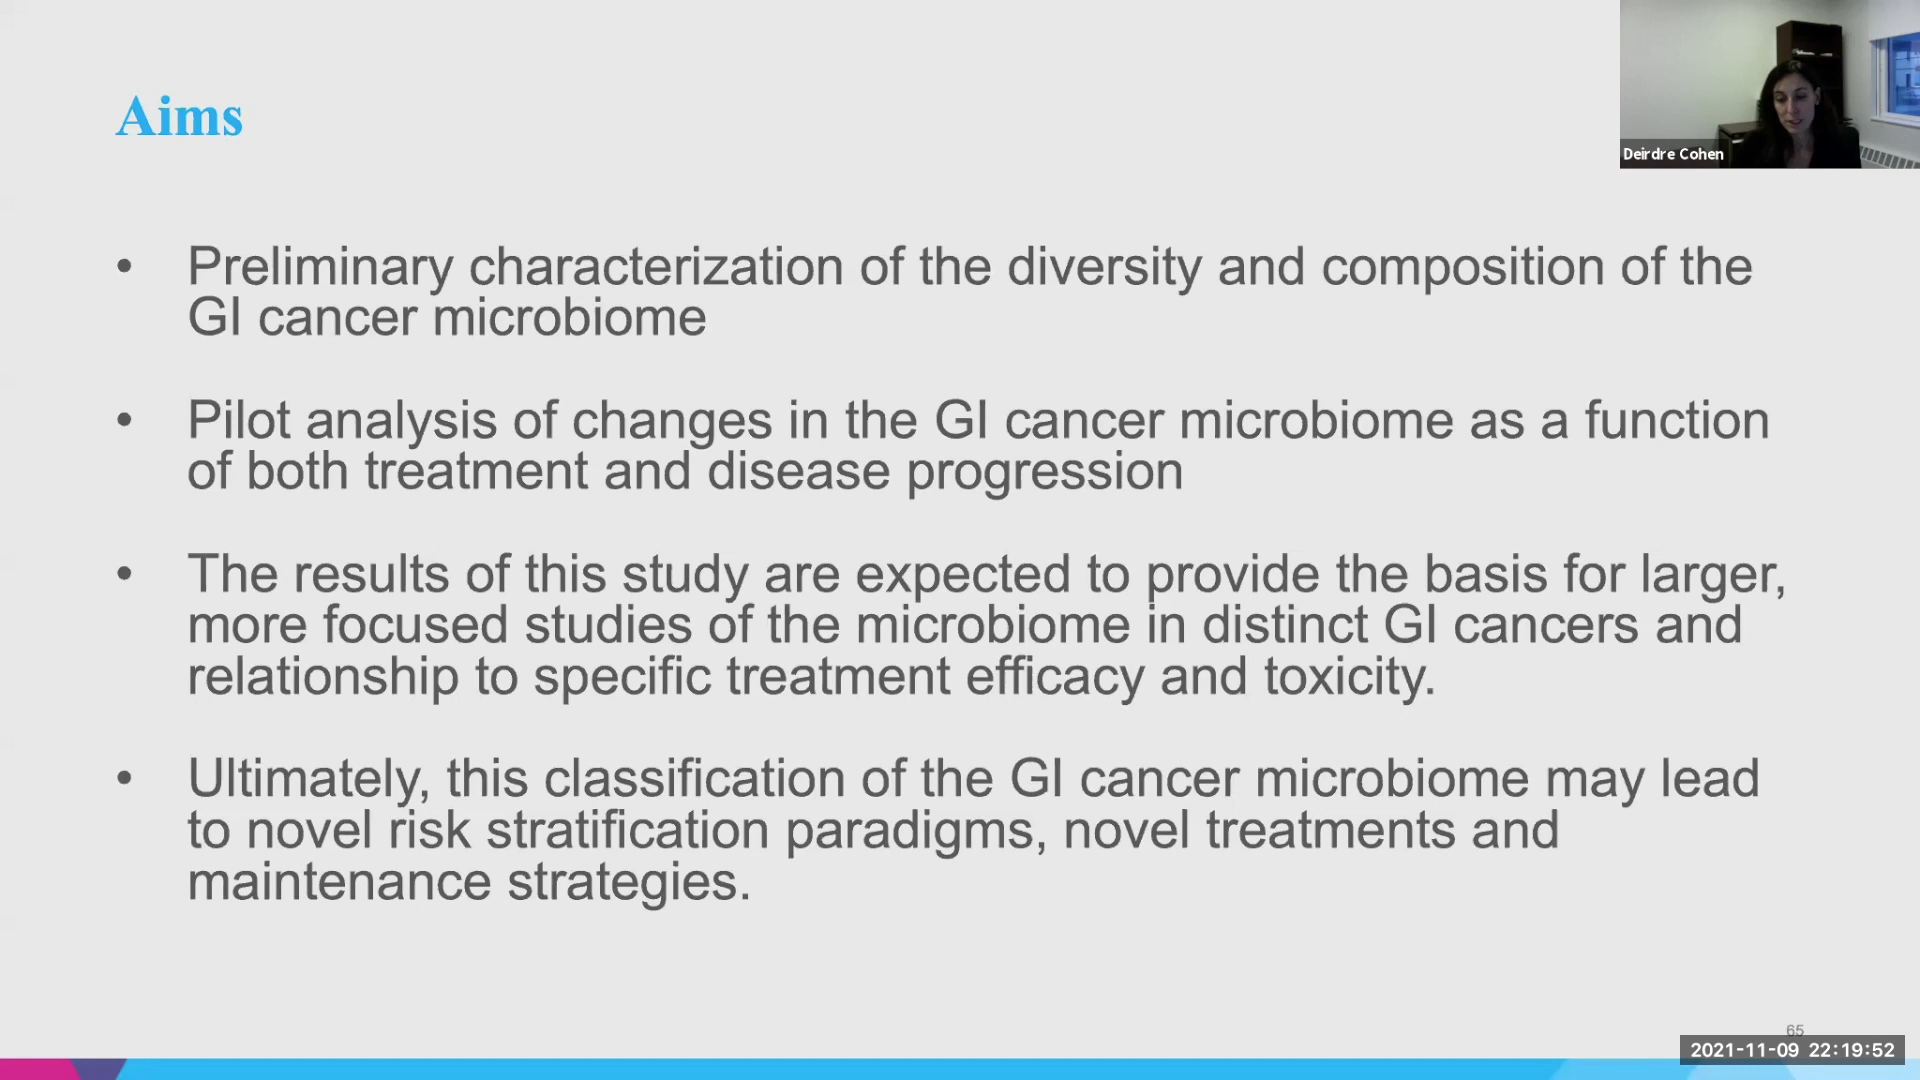 Aims
Deirdre Cohen
• Preliminary characterization of the diversity and composition of the
GI cancer microbiome
• Pilot analysis of changes in the GI cancer microbiome as a function
of both treatment and disease progression
• The results of this study are expected to provide the basis for larger,
more focused studies of the microbiome in distinct GI cancers and
relationship to specific treatment efficacy and toxicity.
• Ultimately, this classification of the GI cancer microbiome may lead
to novel risk stratification paradigms, novel treatments and
maintenance strategies.
65
2021-11-09 22:19:52